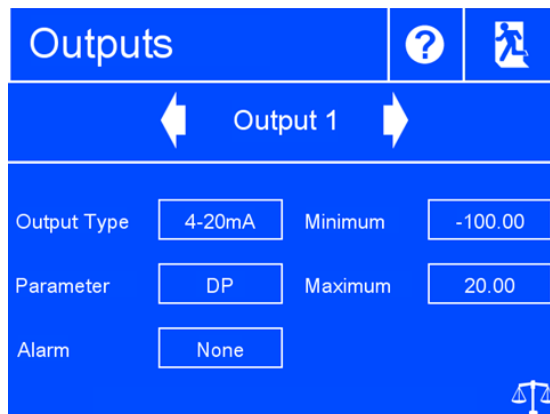 Outputs ?
Output 1
Output Type 4-20mA Minimum -100.00
Parameter DP Maximum 20.00
Alarm None